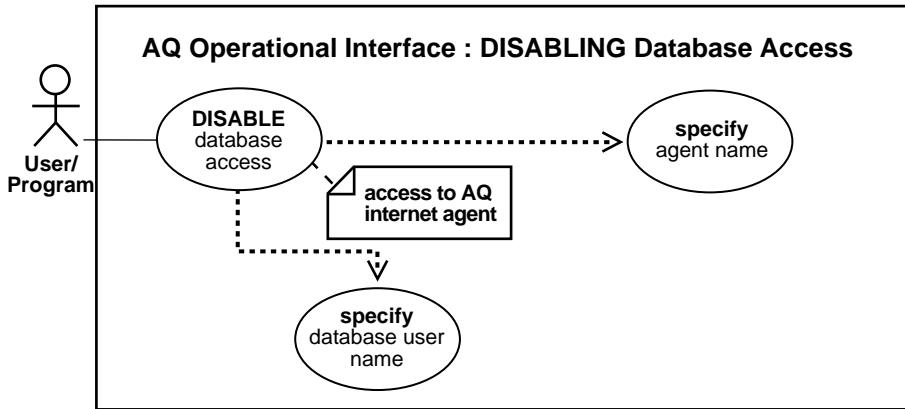 AQ Operational Interface : DISABLING Database Access
User/
Program
DISABLE
database
access
specify
agent name
access to AQ
internet agent
specify
database user
name